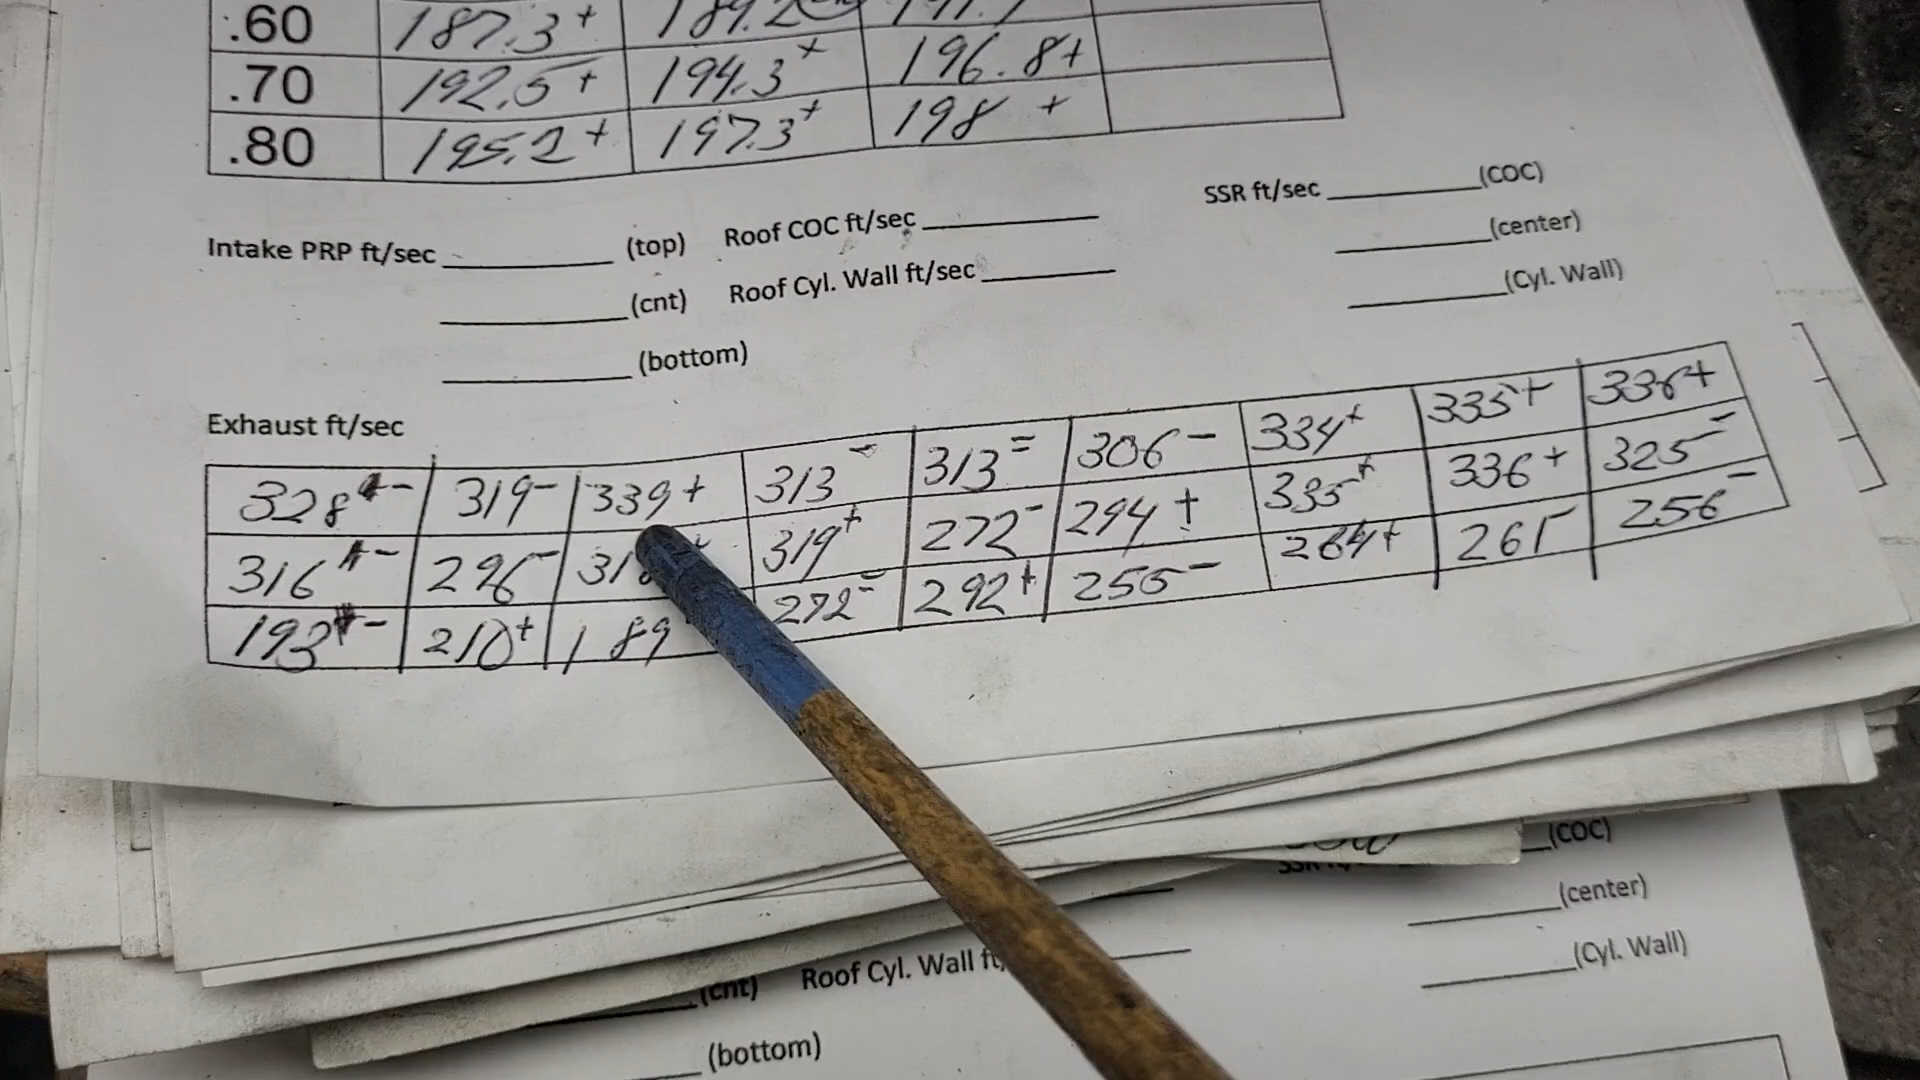 .60 187.3+
.70 192.5+ 194.3+ 196.8+
.80 195.2+ 197.3+ 198 +
Intake PRP ft/sec (top) Roof COC ft/sec SSR ft/sec (COC)
(cnt) Roof Cyl. Wall ft/sec (center)
(bottom) (Cyl. Wall)
Exhaust ft/sec
328 - 319- 339+ 313- 313= 306- 334+ 335+ 336+
316 - 296- 319+ 272- 294+ 335+ 336+ 325-
193 - 210+ 189 272= 292+ 255- 264+ 261- 256-
(COC)
(center)
(cnt) Roof Cyl. Wall (Cyl. Wall)
(bottom)